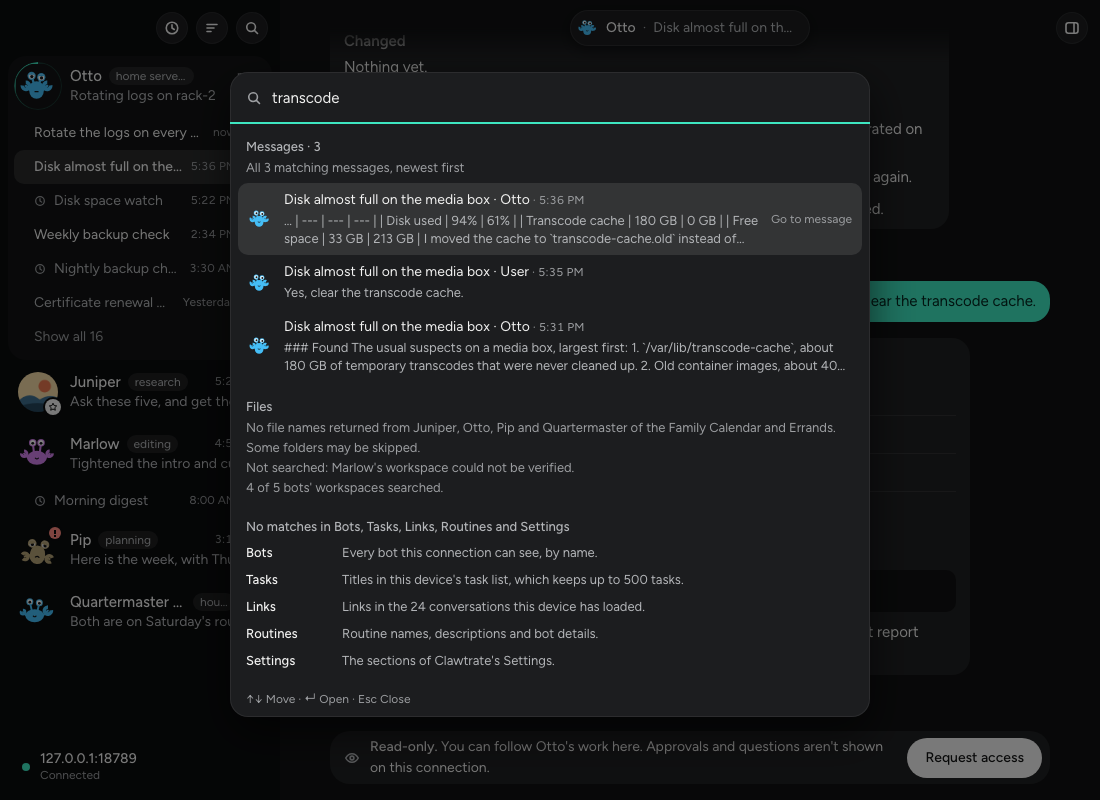 Otto · Disk almost full on th...
Changed
Nothing yet.
Otto home serve...
Rotating logs on rack-2
Rotate the logs on every ... now
Disk almost full on the... 5:36 PM
Disk space watch 5:22 PM
Weekly backup check 2:34 PM
Nightly backup ch... 3:30 AM
Certificate renewal ... Yesterda
Show all 16
Juniper research 5:2
Ask these five, and get th
Marlow editing 4:5
Tightened the intro and cu
Morning digest 8:00 AM
Pip planning 3:1
Here is the week, with Thu
Quartermaster ... hou...
Both are on Saturday's rou
127.0.0.1:18789
Connected
transcode
Messages · 3
All 3 matching messages, newest first
Disk almost full on the media box · Otto · 5:36 PM
... | --- | --- | --- | | Disk used | 94% | 61% | | Transcode cache | 180 GB | 0 GB | | Free
space | 33 GB | 213 GB | I moved the cache to `transcode-cache.old` instead of...
Go to message
Disk almost full on the media box · User · 5:35 PM
Yes, clear the transcode cache.
Disk almost full on the media box · Otto · 5:31 PM
### Found The usual suspects on a media box, largest first: 1. `/var/lib/transcode-cache`, about
180 GB of temporary transcodes that were never cleaned up. 2. Old container images, about 40...
Files
No file names returned from Juniper, Otto, Pip and Quartermaster of the Family Calendar and Errands.
Some folders may be skipped.
Not searched: Marlow's workspace could not be verified.
4 of 5 bots' workspaces searched.
No matches in Bots, Tasks, Links, Routines and Settings
Bots Every bot this connection can see, by name.
Tasks Titles in this device's task list, which keeps up to 500 tasks.
Links Links in the 24 conversations this device has loaded.
Routines Routine names, descriptions and bot details.
Settings The sections of Clawtrate's Settings.
↑↓ Move · ↵ Open · Esc Close
rated on
again.
ed.
ear the transcode cache.
t report
Read-only. You can follow Otto's work here. Approvals and questions aren't shown
on this connection.
Request access